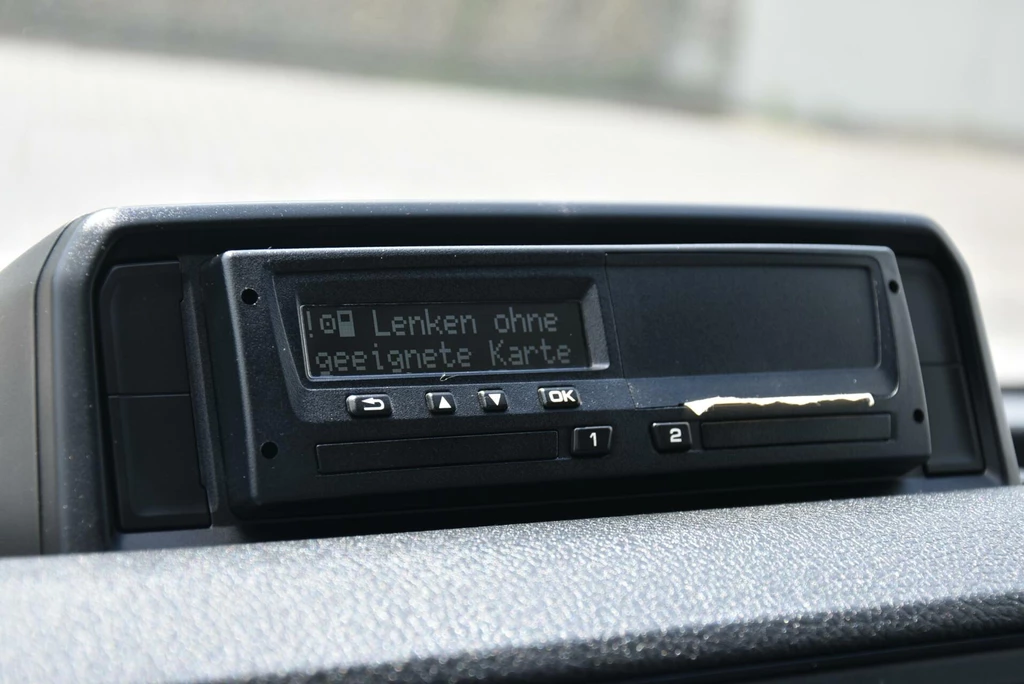 ! Lenken ohne
geeignete Karte
OK
1 2